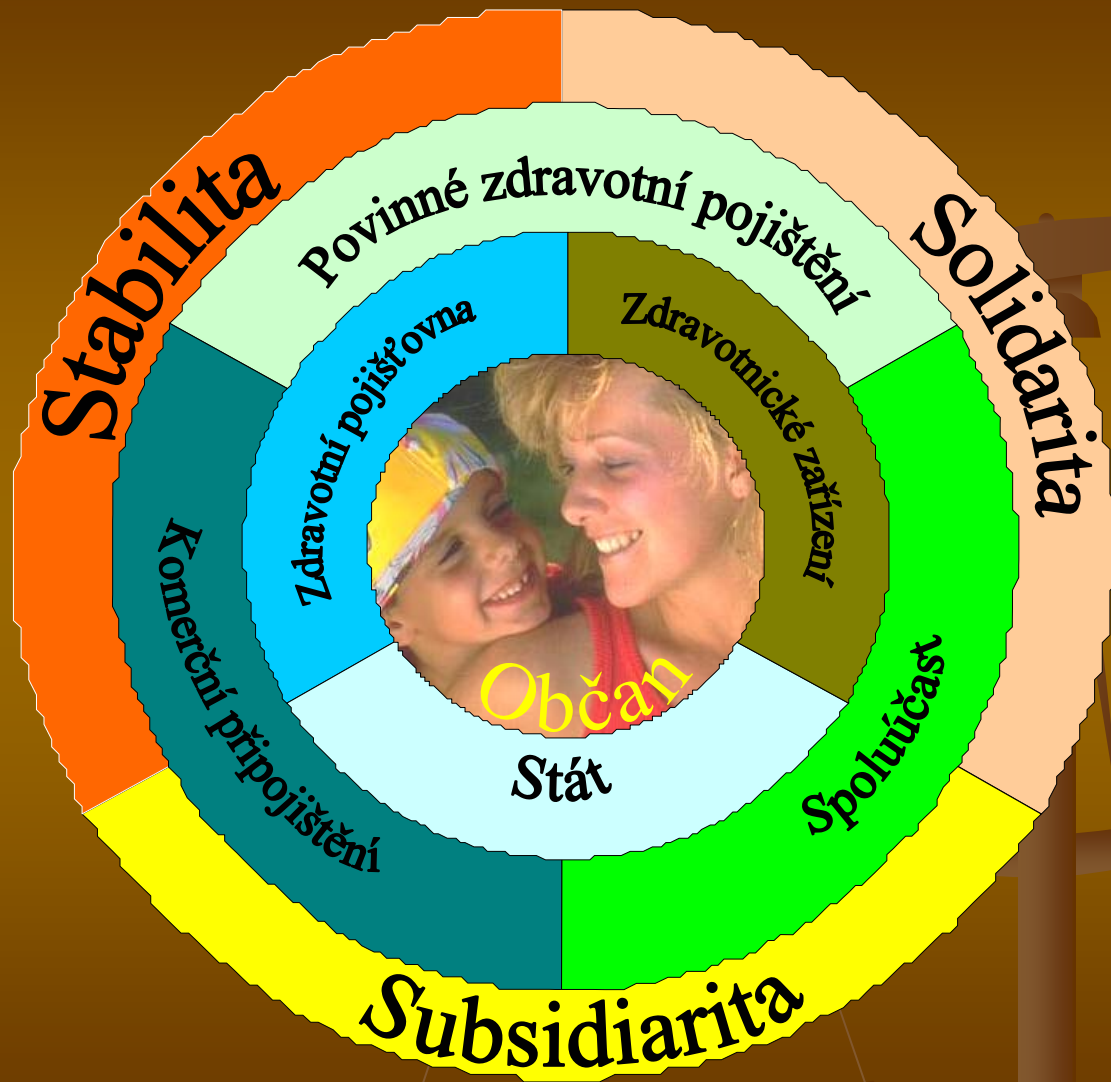 Stabilita
Solidarita
Povinné zdravotní pojištění
Zdravotní pojišťovna
Zdravotnické zařízení
Občan
Stát
Komerční připojištění
Spoluúčast
Subsidiarita